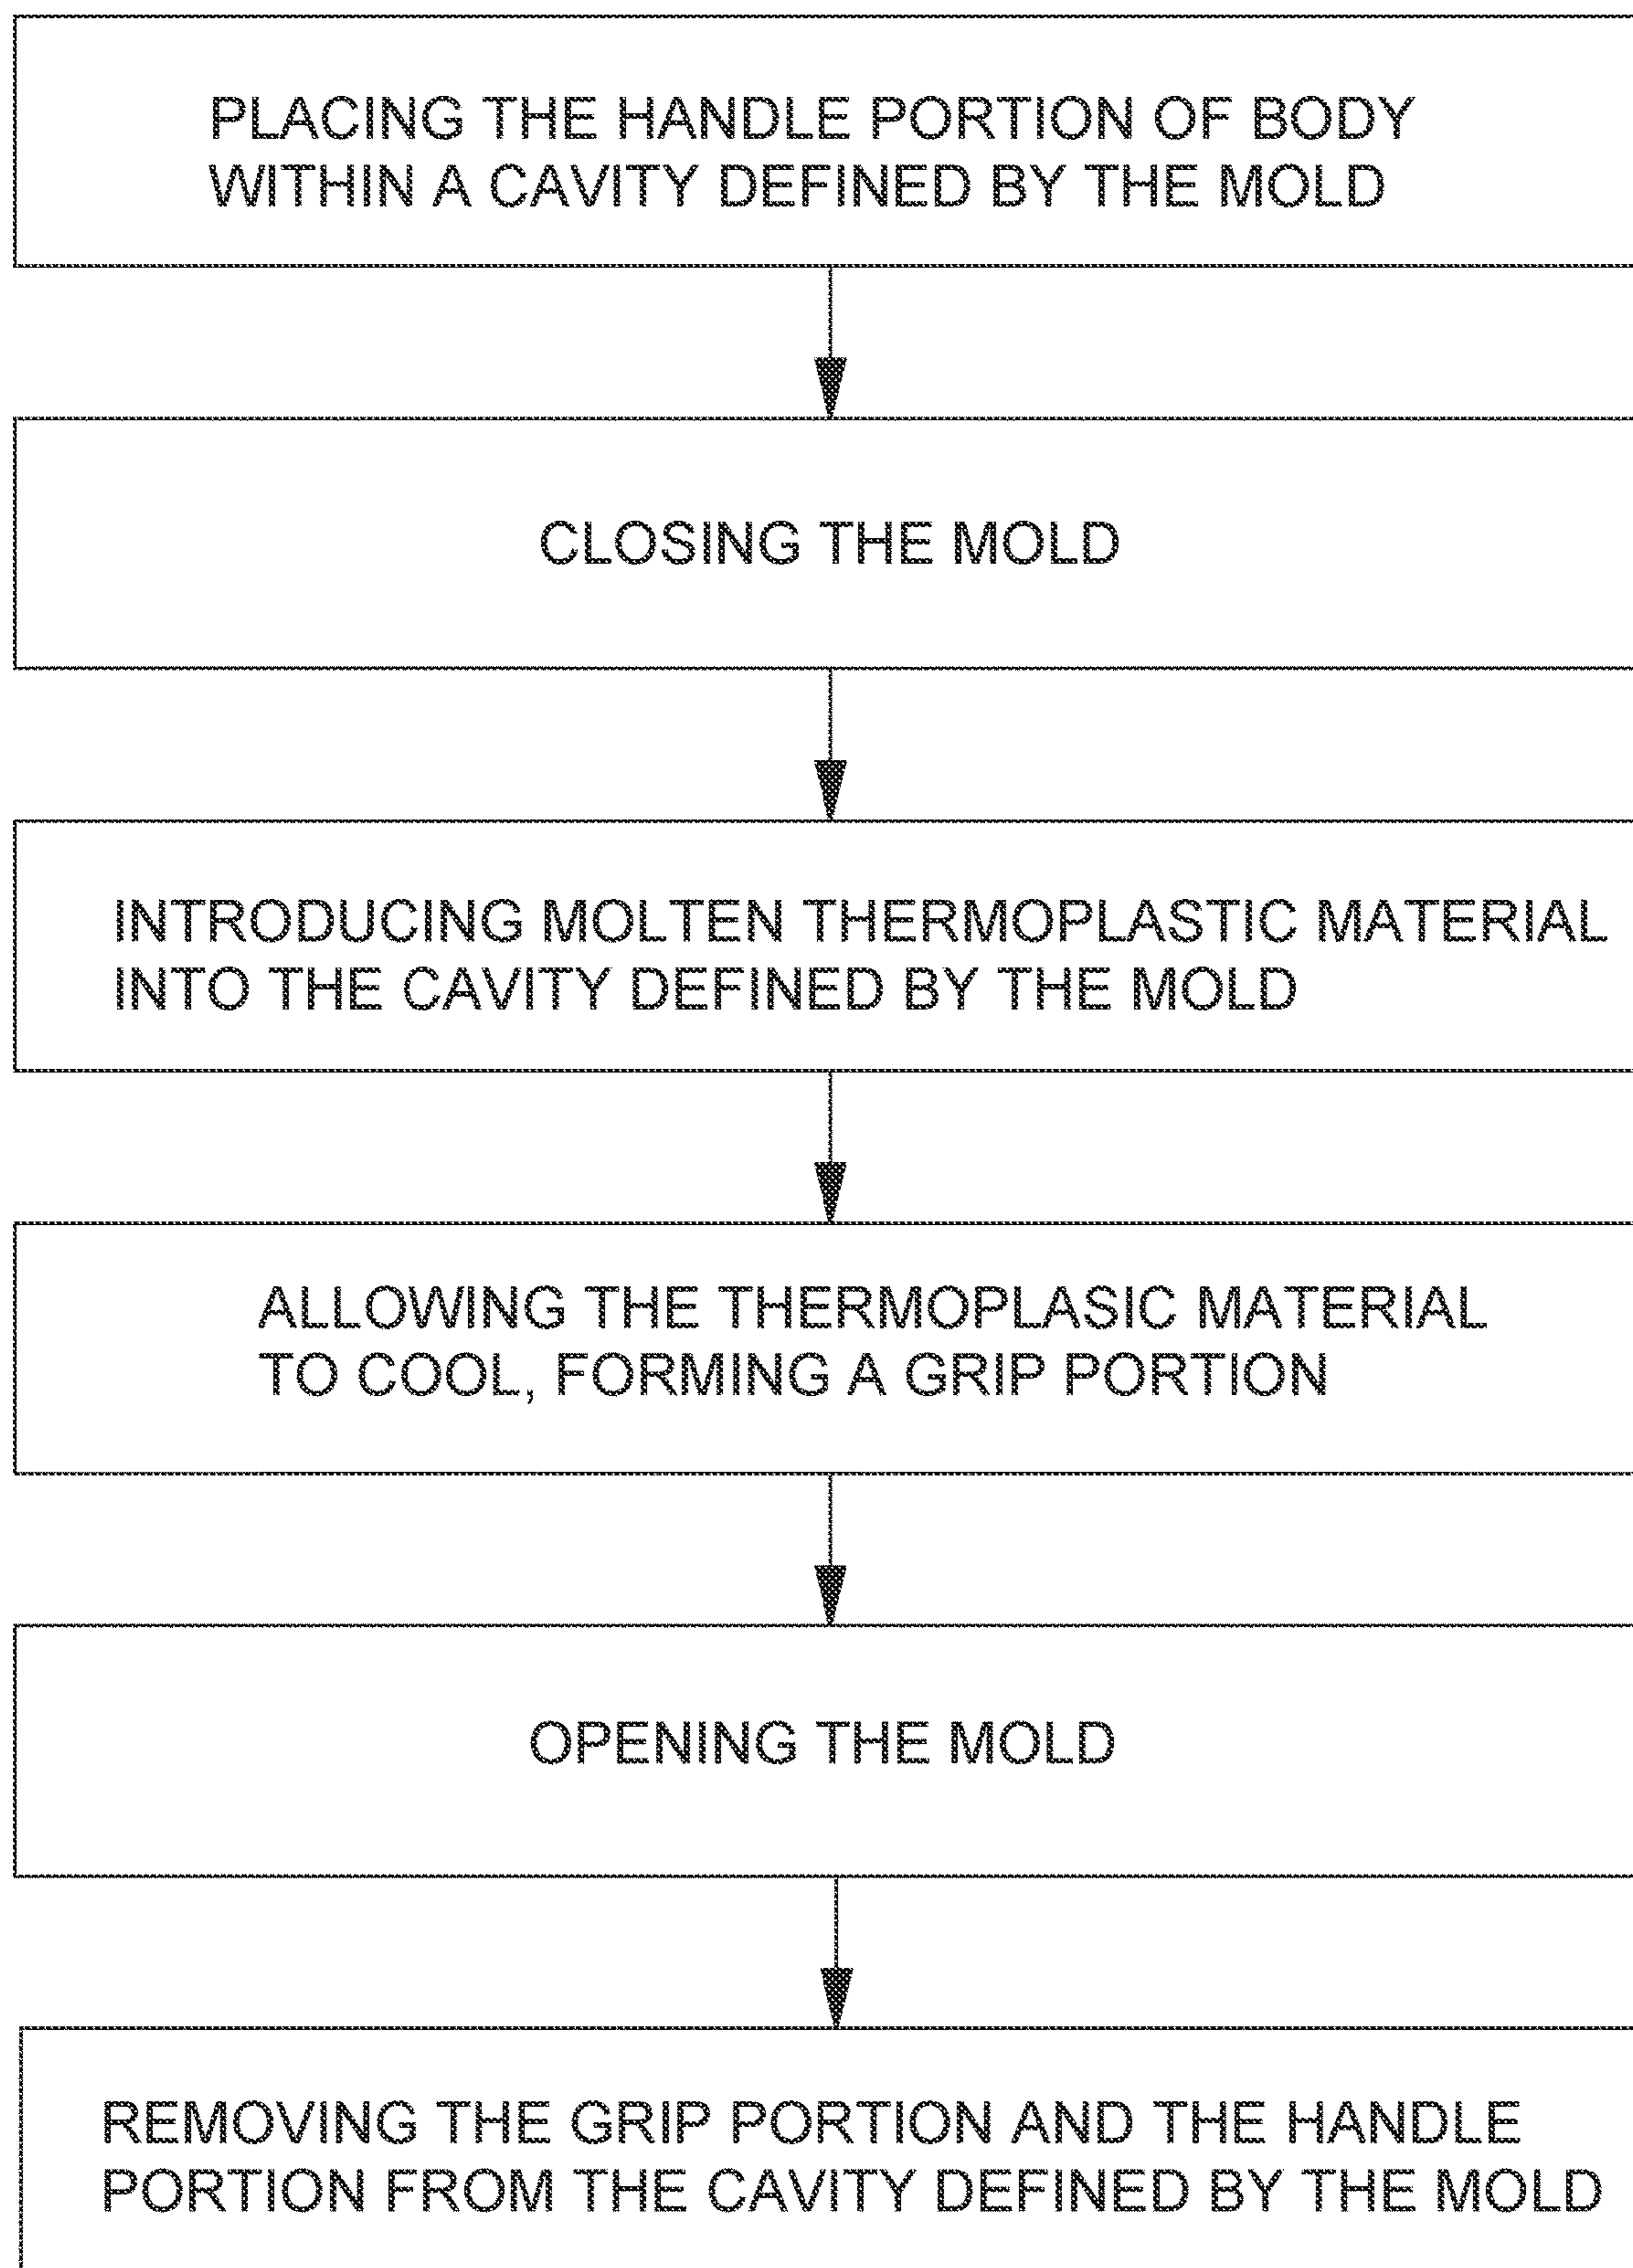 PLACING THE HANDLE PORTION OF BODY
WITHIN A CAVITY DEFINED BY THE MOLD
CLOSING THE MOLD
INTRODUCING MOLTEN THERMOPLASTIC MATERIAL
INTO THE CAVITY DEFINED BY THE MOLD
ALLOWING THE THERMOPLASIC MATERIAL
TO COOL, FORMING A GRIP PORTION
OPENING THE MOLD
REMOVING THE GRIP PORTION AND THE HANDLE
PORTION FROM THE CAVITY DEFINED BY THE MOLD